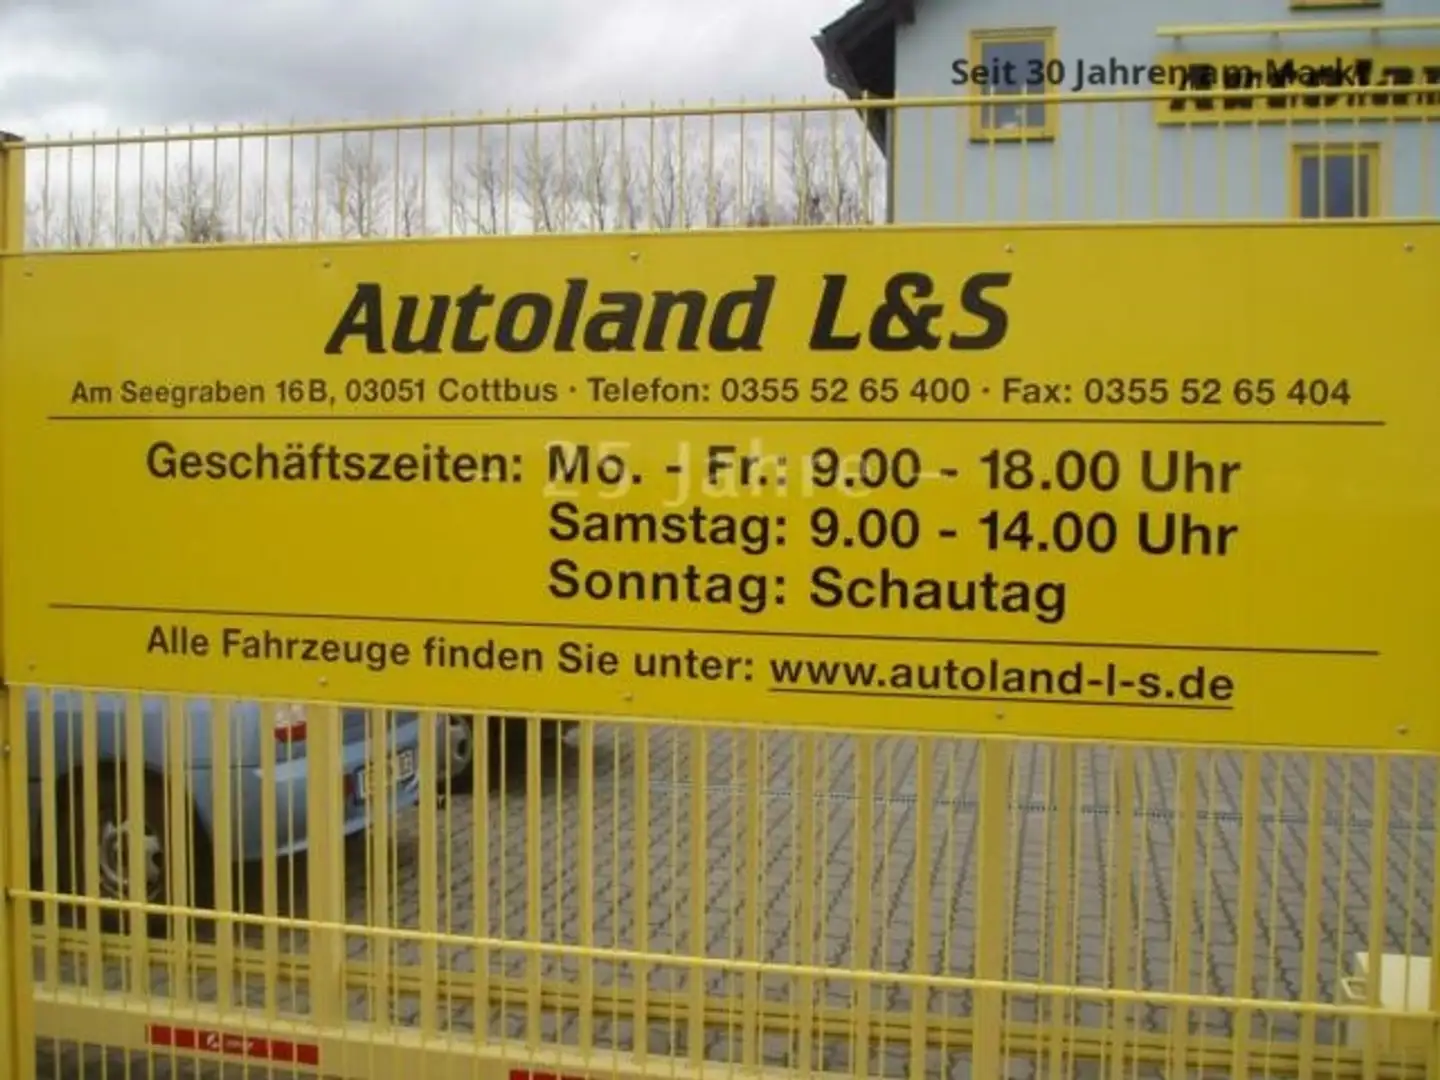 Seit 30 Jahren am Markt
Autoland L&S
Am Seegraben 16B, 03051 Cottbus · Telefon: 0355 52 65 400 · Fax: 0355 52 65 404
- 25 Jahre -
Geschäftszeiten: Mo. - Fr.: 9.00 - 18.00 Uhr
Samstag: 9.00 - 14.00 Uhr
Sonntag: Schautag
Alle Fahrzeuge finden Sie unter: www.autoland-l-s.de